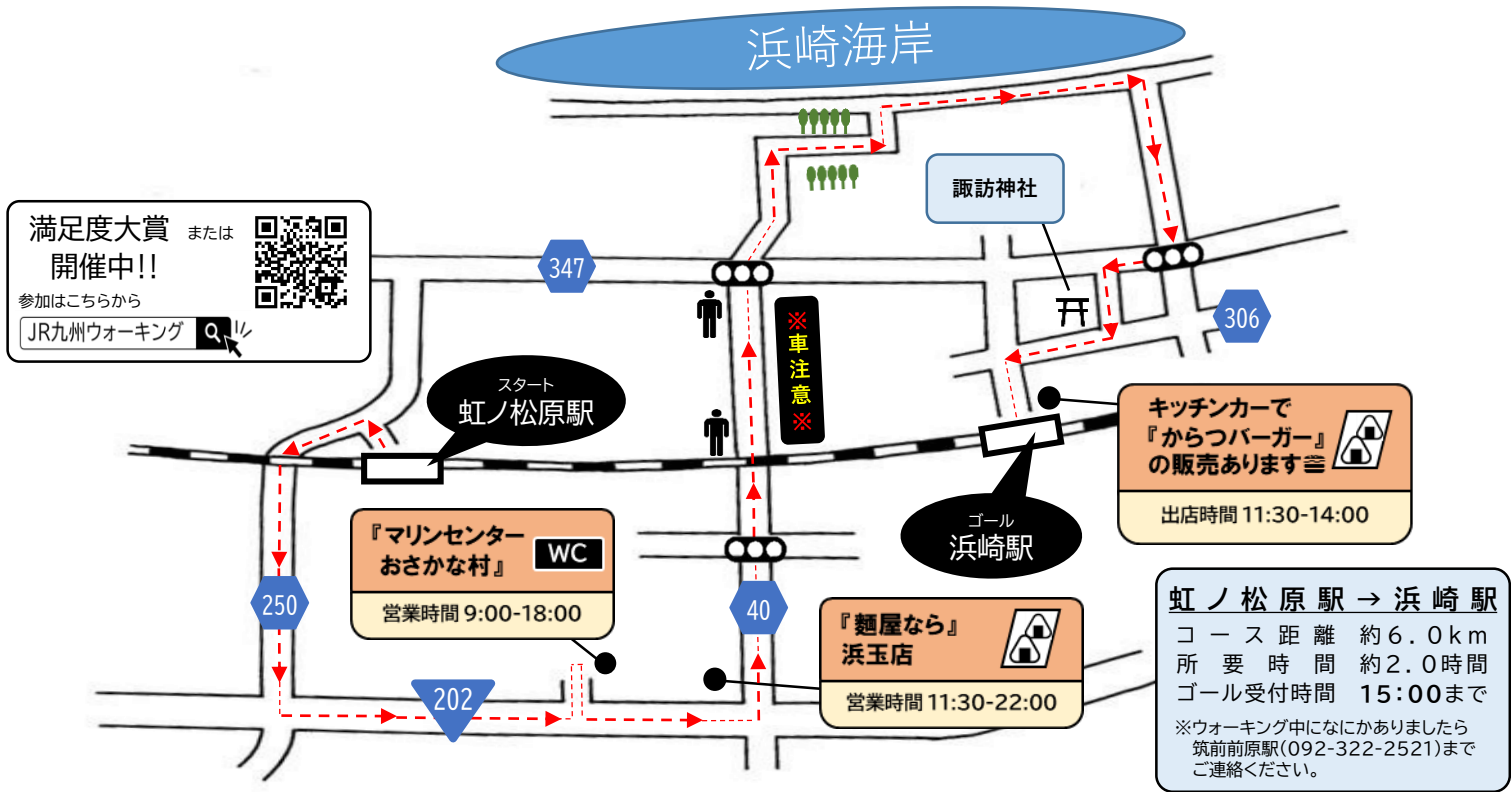 浜崎海岸
諏訪神社
満足度大賞 または
開催中!!
参加はこちらから
JR九州ウォーキング
347
306
※車注意※
スタート
虹ノ松原駅
キッチンカーで
『からつバーガー』
の販売あります
出店時間 11:30-14:00
ゴール
浜崎駅
『マリンセンター
おさかな村』
WC
営業時間 9:00-18:00
250
40
『麺屋なら』
浜玉店
営業時間 11:30-22:00
202
虹ノ松原駅 → 浜崎駅
コース距離 約6.0km
所要時間 約2.0時間
ゴール受付時間 15:00まで
※ウォーキング中になにかありましたら
筑前前原駅(092-322-2521)まで
ご連絡ください。